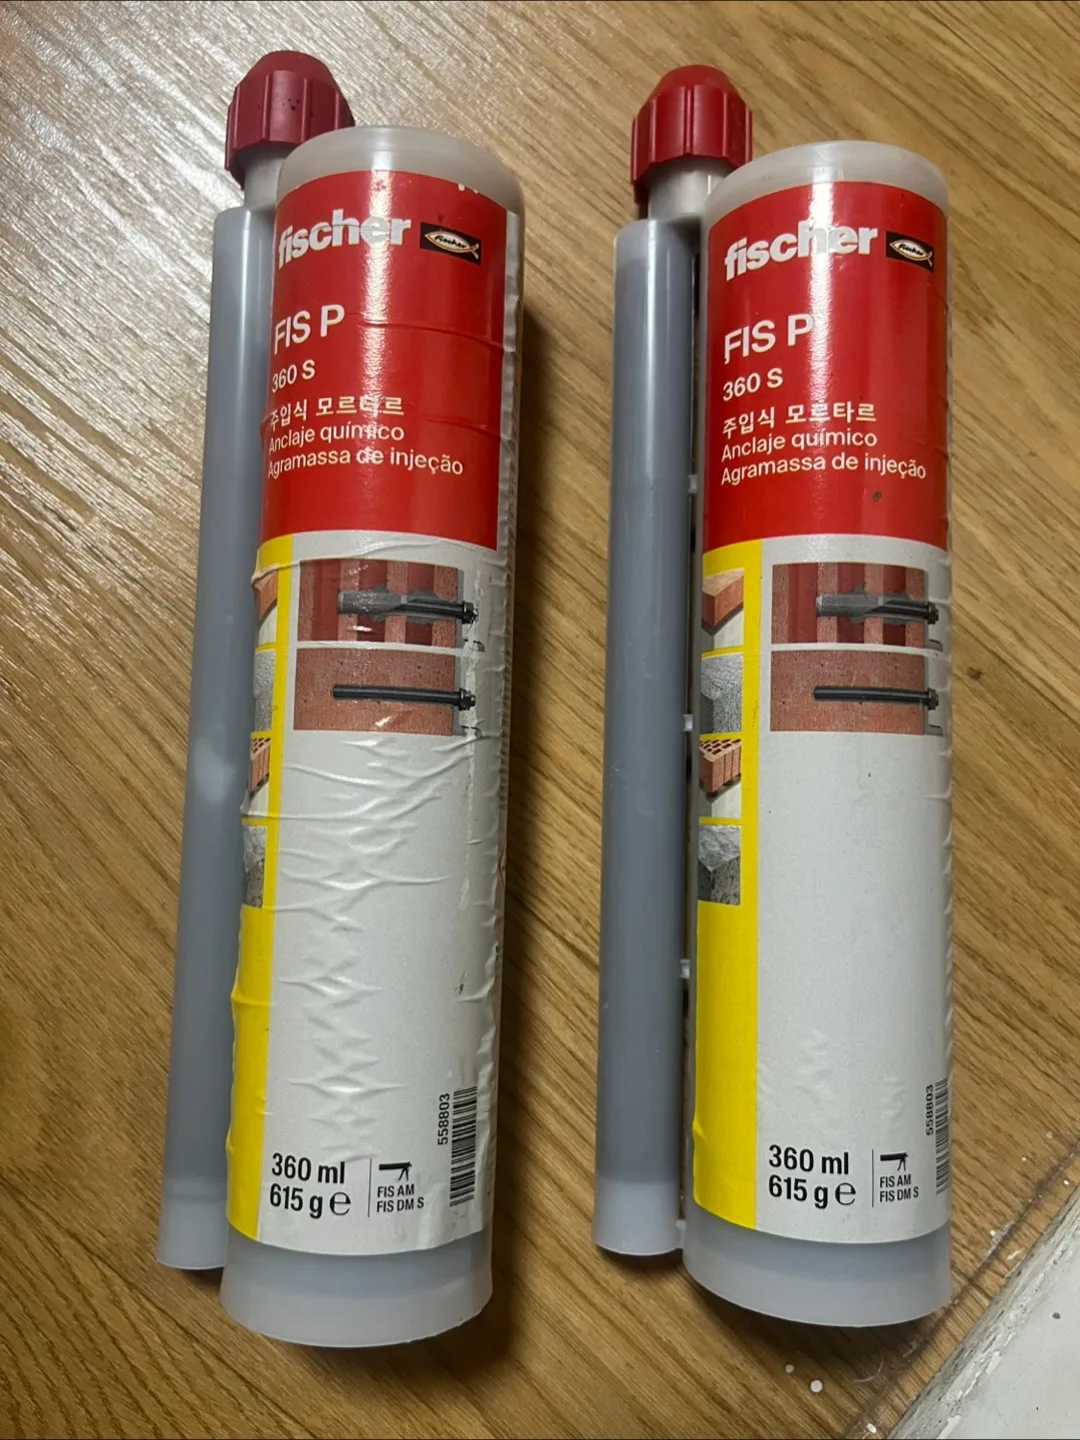 fischer
fischer
FIS P
360 S
주입식 모르타르
Anclaje químico
Agramassa de injeção
558803
360 ml
615 g ℮
FIS AM
FIS DM S
fischer
fischer
FIS P
360 S
주입식 모르타르
Anclaje químico
Agramassa de injeção
558803
360 ml
615 g ℮
FIS AM
FIS DM S